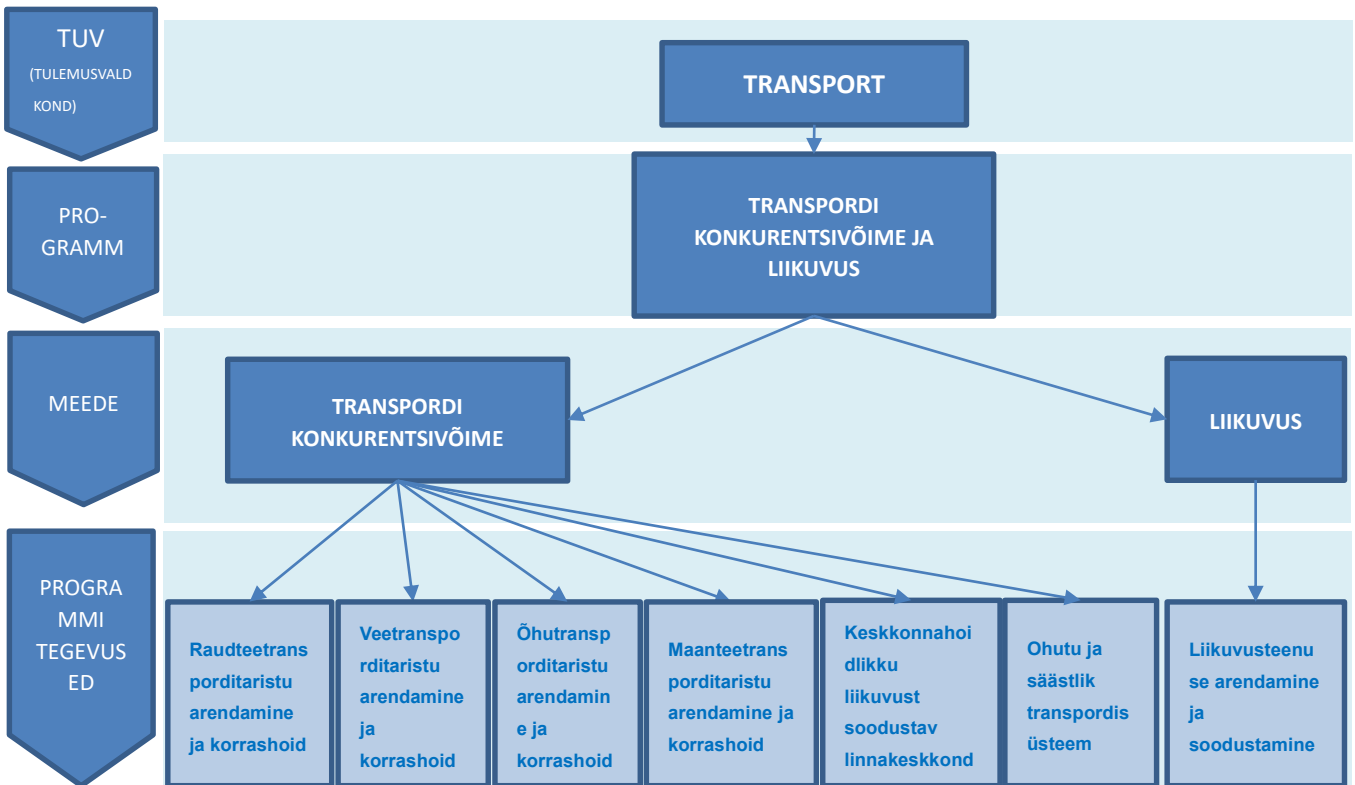 TUV
(TULEMUSVALD
KOND)
TRANSPORT
PRO-
GRAMM
TRANSPORDI
KONKURENTSIVÕIME JA
LIIKUVUS
MEEDE
TRANSPORDI
KONKURENTSIVÕIME
LIIKUVUS
PROGRA
MMI
TEGEVUS
ED
Raudteetrans
porditaristu
arendamine
ja korrashoid
Veetranspo
rditaristu
arendamine
ja
korrashoid
Õhutransp
orditaristu
arendamin
e ja
korrashoid
Maanteetrans
porditaristu
arendamine ja
korrashoid
Keskkonnahoi
dlikku
liikuvust
soodustav
linnakeskkond
Ohutu ja
säästlik
transpordis
üsteem
Liikuvusteenu
se arendamine
ja
soodustamine